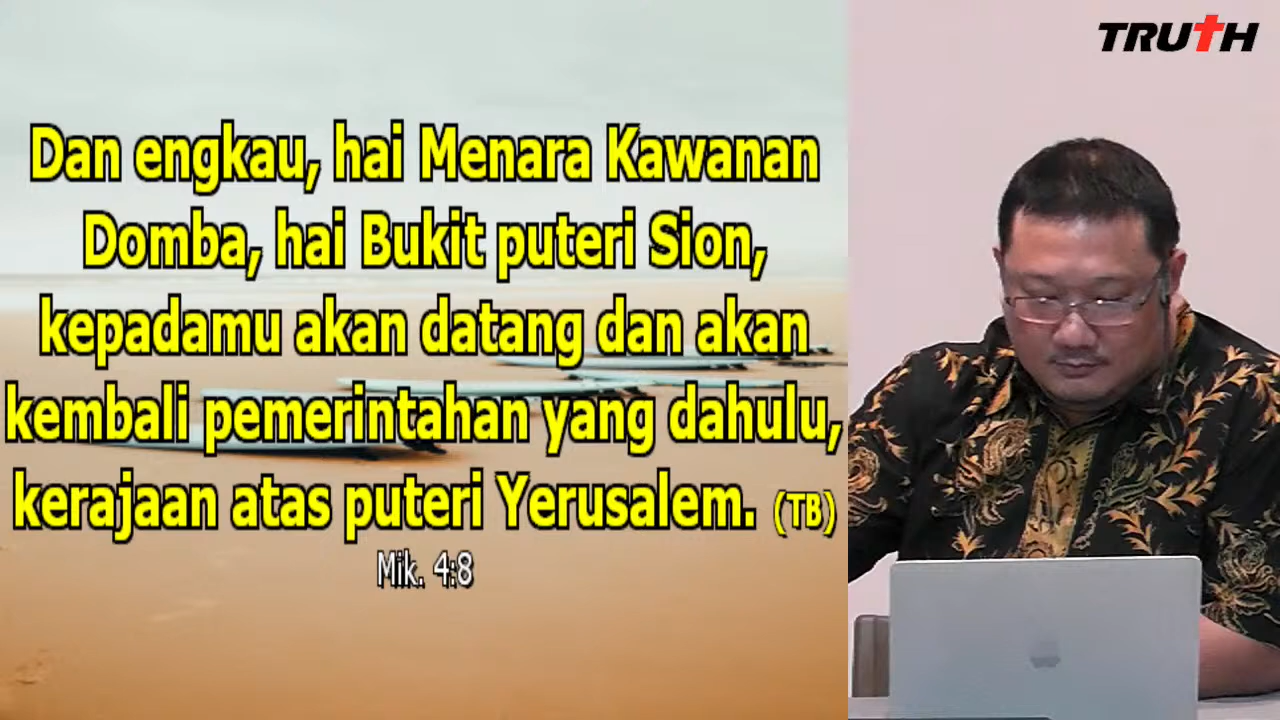 TRUTH
Dan engkau, hai Menara Kawanan
Domba, hai Bukit puteri Sion,
kepadamu akan datang dan akan
kembali pemerintahan yang dahulu,
kerajaan atas puteri Yerusalem. (TB)
Mik. 4:8